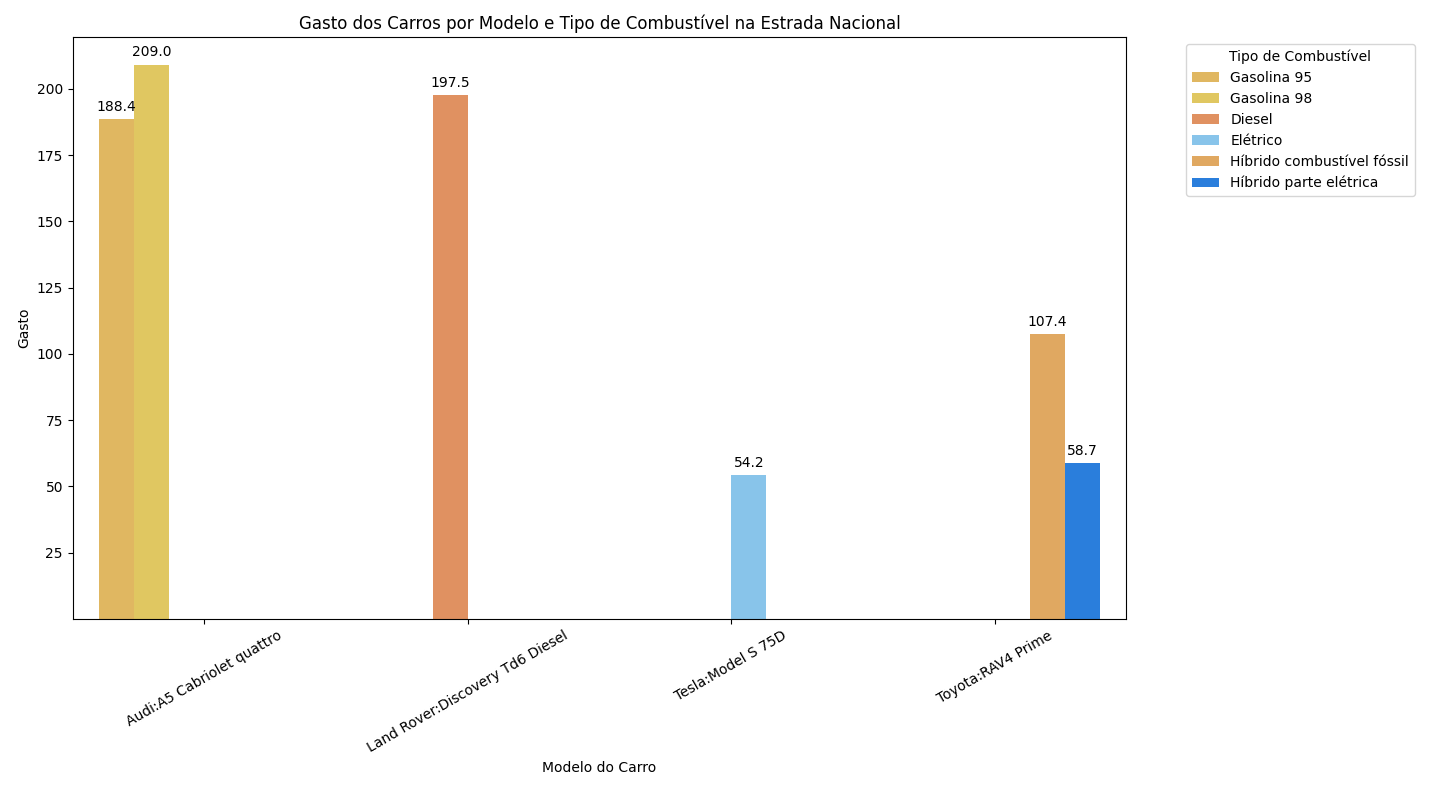 Gasto dos Carros por Modelo e Tipo de Combustível na Estrada Nacional
Tipo de Combustível
Gasolina 95
Gasolina 98
Diesel
Elétrico
Híbrido combustível fóssil
Híbrido parte elétrica
Gasto
200
175
150
125
100
75
50
25
188.4
209.0
197.5
54.2
107.4
58.7
Audi:A5 Cabriolet quattro
Land Rover:Discovery Td6 Diesel
Tesla:Model S 75D
Toyota:RAV4 Prime
Modelo do Carro